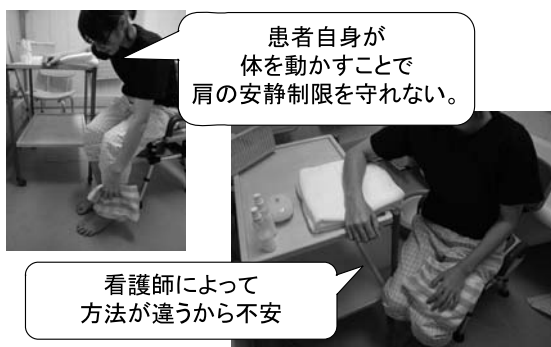 患者自身が
体を動かすことで
肩の安静制限を守れない。
看護師によって
方法が違うから不安